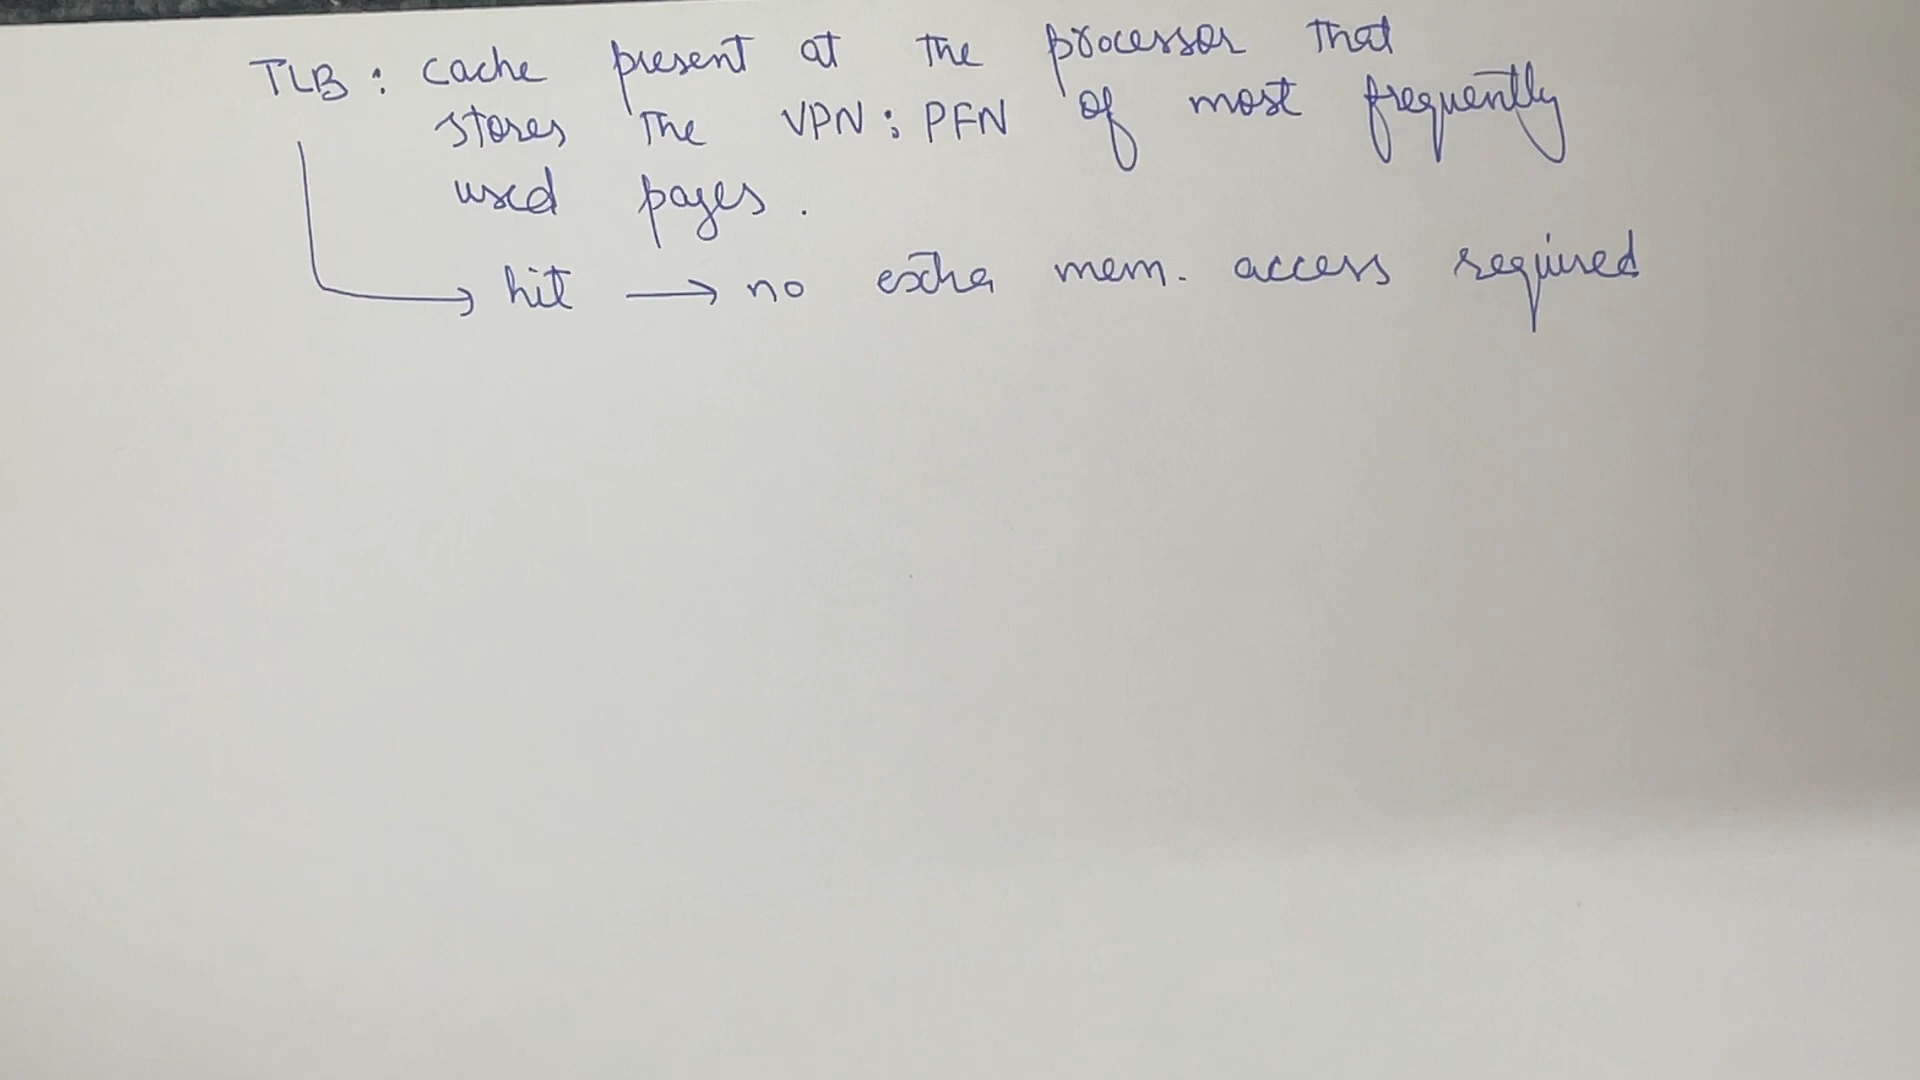 TLB : cache present at the processor that
stores the VPN : PFN of most frequently
used pages .
hit → no extra mem. access required